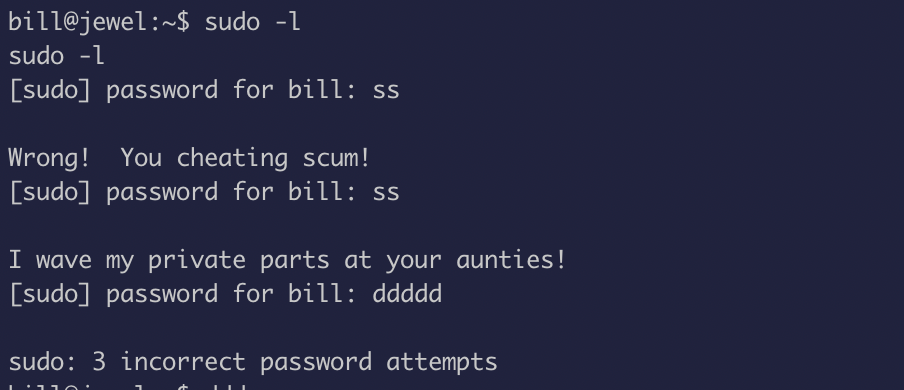 bill@jewel:~$ sudo -l
sudo -l
[sudo] password for bill: ss
Wrong!  You cheating scum!
[sudo] password for bill: ss
I wave my private parts at your aunties!
[sudo] password for bill: ddddd
sudo: 3 incorrect password attempts